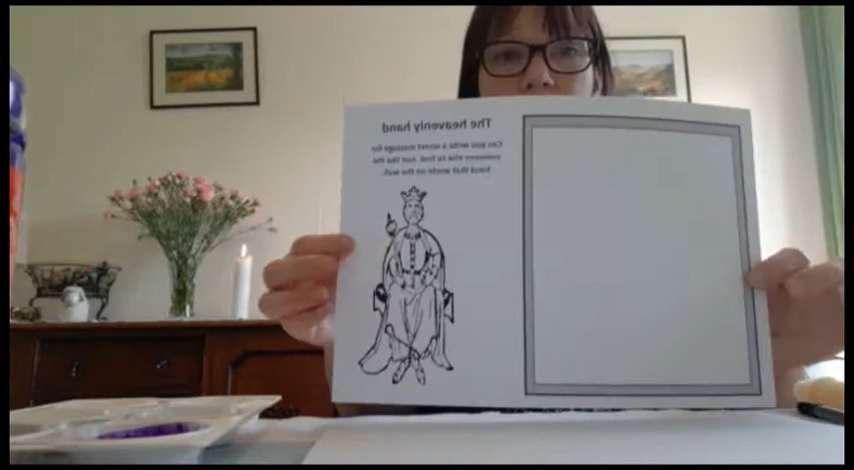 The heavenly hand
Can you write a secret message for
someone else to find, just like the
hand that wrote on the wall.